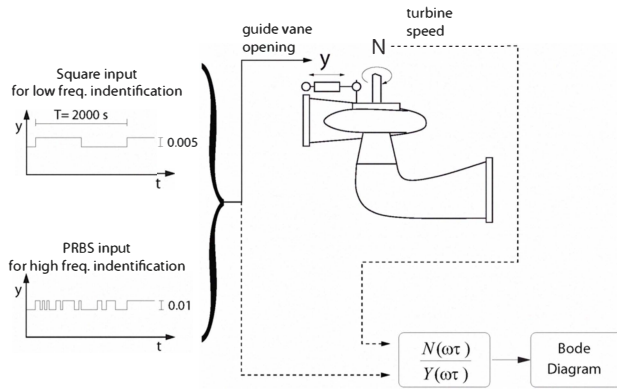 guide vane
opening
turbine
speed
y
N
Square input
for low freq. indentification
T= 2000 s
y
0.005
t
PRBS input
for high freq. indentification
y
0.01
t
N(ωτ )
Y(ωτ )
Bode
Diagram